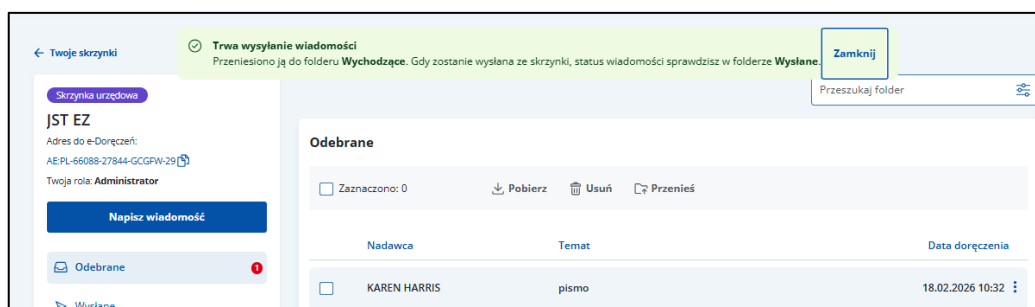 Twoje skrzynki
Trwa wysyłanie wiadomości
Przeniesiono ją do folderu Wychodzące. Gdy zostanie wysłana ze skrzynki, status wiadomości sprawdzisz w folderze Wysłane.
Zamknij
Przeszukaj folder
Skrzynka urzędowa
JST EZ
Adres do e-Doręczeń:
AE:PL-66088-27844-GCGFW-29
Twoja rola: Administrator
Napisz wiadomość
Odebrane 1
Wysłane
Odebrane
Zaznaczono: 0 Pobierz Usuń Przenieś
Nadawca Temat Data doręczenia
KAREN HARRIS pismo 18.02.2026 10:32